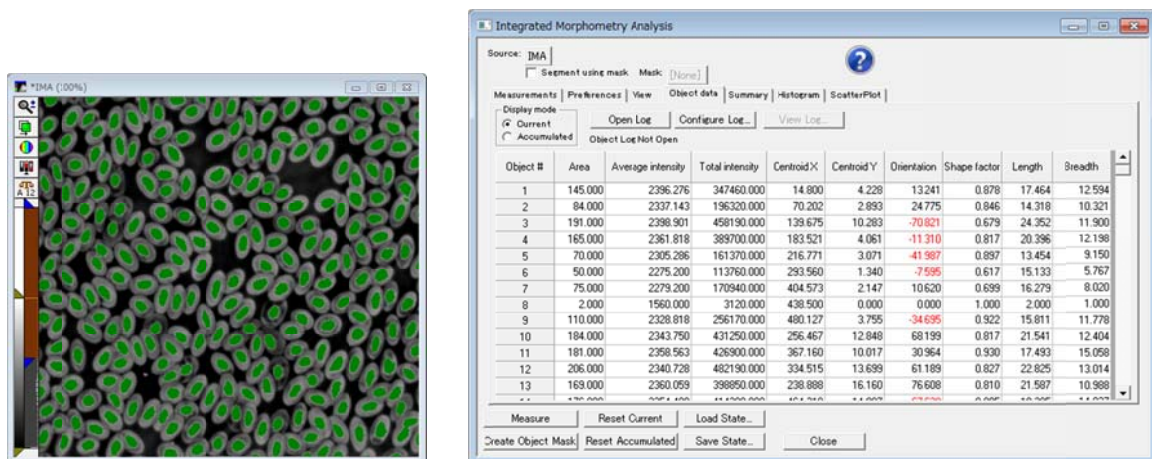 *IMA (:00%)
A 12
Integrated Morphometry Analysis
Source: IMA
Segment using mask Mask: [None]
Measurements Preferences View Object data Summary Histogram ScatterPlot
Display mode
Current
Accumulated
Open Log Configure Log... View Log...
Object Log Not Open
Object # Area Average intensity Total intensity Centroid X Centroid Y Orientation Shape factor Length Breadth
1 145.000 2396.276 347460.000 14.800 4.228 13.241 0.878 17.464 12.594
2 84.000 2337.143 196320.000 70.202 2.893 24.775 0.846 14.318 10.321
3 191.000 2398.901 458190.000 139.675 10.283 -70.821 0.679 24.352 11.900
4 165.000 2361.818 389700.000 183.521 4.061 -11.310 0.817 20.396 12.198
5 70.000 2305.286 161370.000 216.771 3.071 -41.987 0.897 13.454 9.150
6 50.000 2275.200 113760.000 293.560 1.340 -7.595 0.617 15.133 5.767
7 75.000 2279.200 170940.000 404.573 2.147 10.620 0.699 16.279 8.020
8 2.000 1560.000 3120.000 438.500 0.000 0.000 1.000 2.000 1.000
9 110.000 2328.818 256170.000 480.127 3.755 -34.695 0.922 15.811 11.778
10 184.000 2343.750 431250.000 256.467 12.848 68.199 0.817 21.541 12.404
11 181.000 2358.563 426900.000 367.160 10.017 30.964 0.930 17.493 15.058
12 206.000 2340.728 482190.000 334.515 13.699 61.189 0.827 22.825 13.014
13 169.000 2360.059 398850.000 238.888 16.160 76.608 0.810 21.587 10.988
Measure Reset Current Load State...
Create Object Mask Reset Accumulated Save State... Close